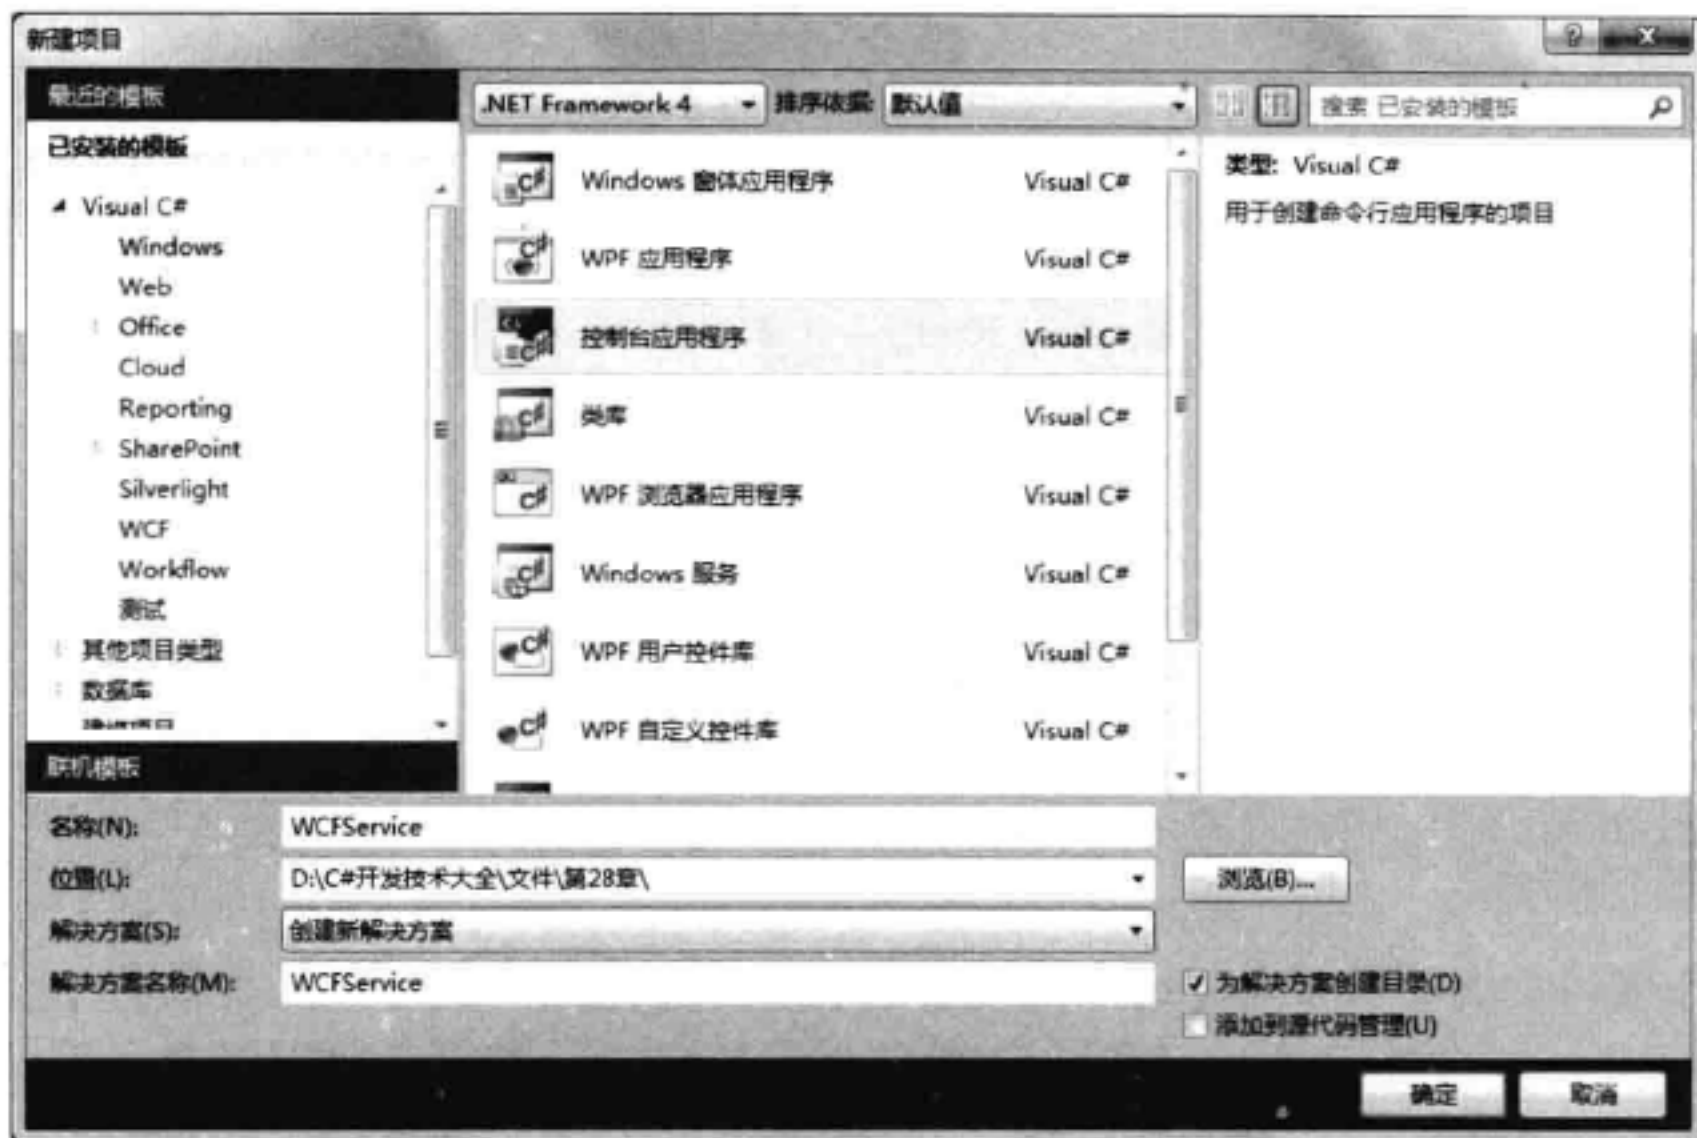 新建项目
最近的模板
已安装的模板
Visual C#
Windows
Web
Office
Cloud
Reporting
SharePoint
Silverlight
WCF
Workflow
测试
其他项目类型
数据库
联机模板
.NET Framework 4 排序依据: 默认值
搜索 已安装的模板
Windows 窗体应用程序 Visual C#
WPF 应用程序 Visual C#
控制台应用程序 Visual C#
类库 Visual C#
WPF 浏览器应用程序 Visual C#
Windows 服务 Visual C#
WPF 用户控件库 Visual C#
WPF 自定义控件库 Visual C#
类型: Visual C#
用于创建命令行应用程序的项目
名称(N): WCFService
位置(L): D:\C#开发技术大全\文件\第28章\ 浏览(B)...
解决方案(S): 创建新解决方案
解决方案名称(M): WCFService
为解决方案创建目录(D)
添加到源代码管理(U)
确定 取消